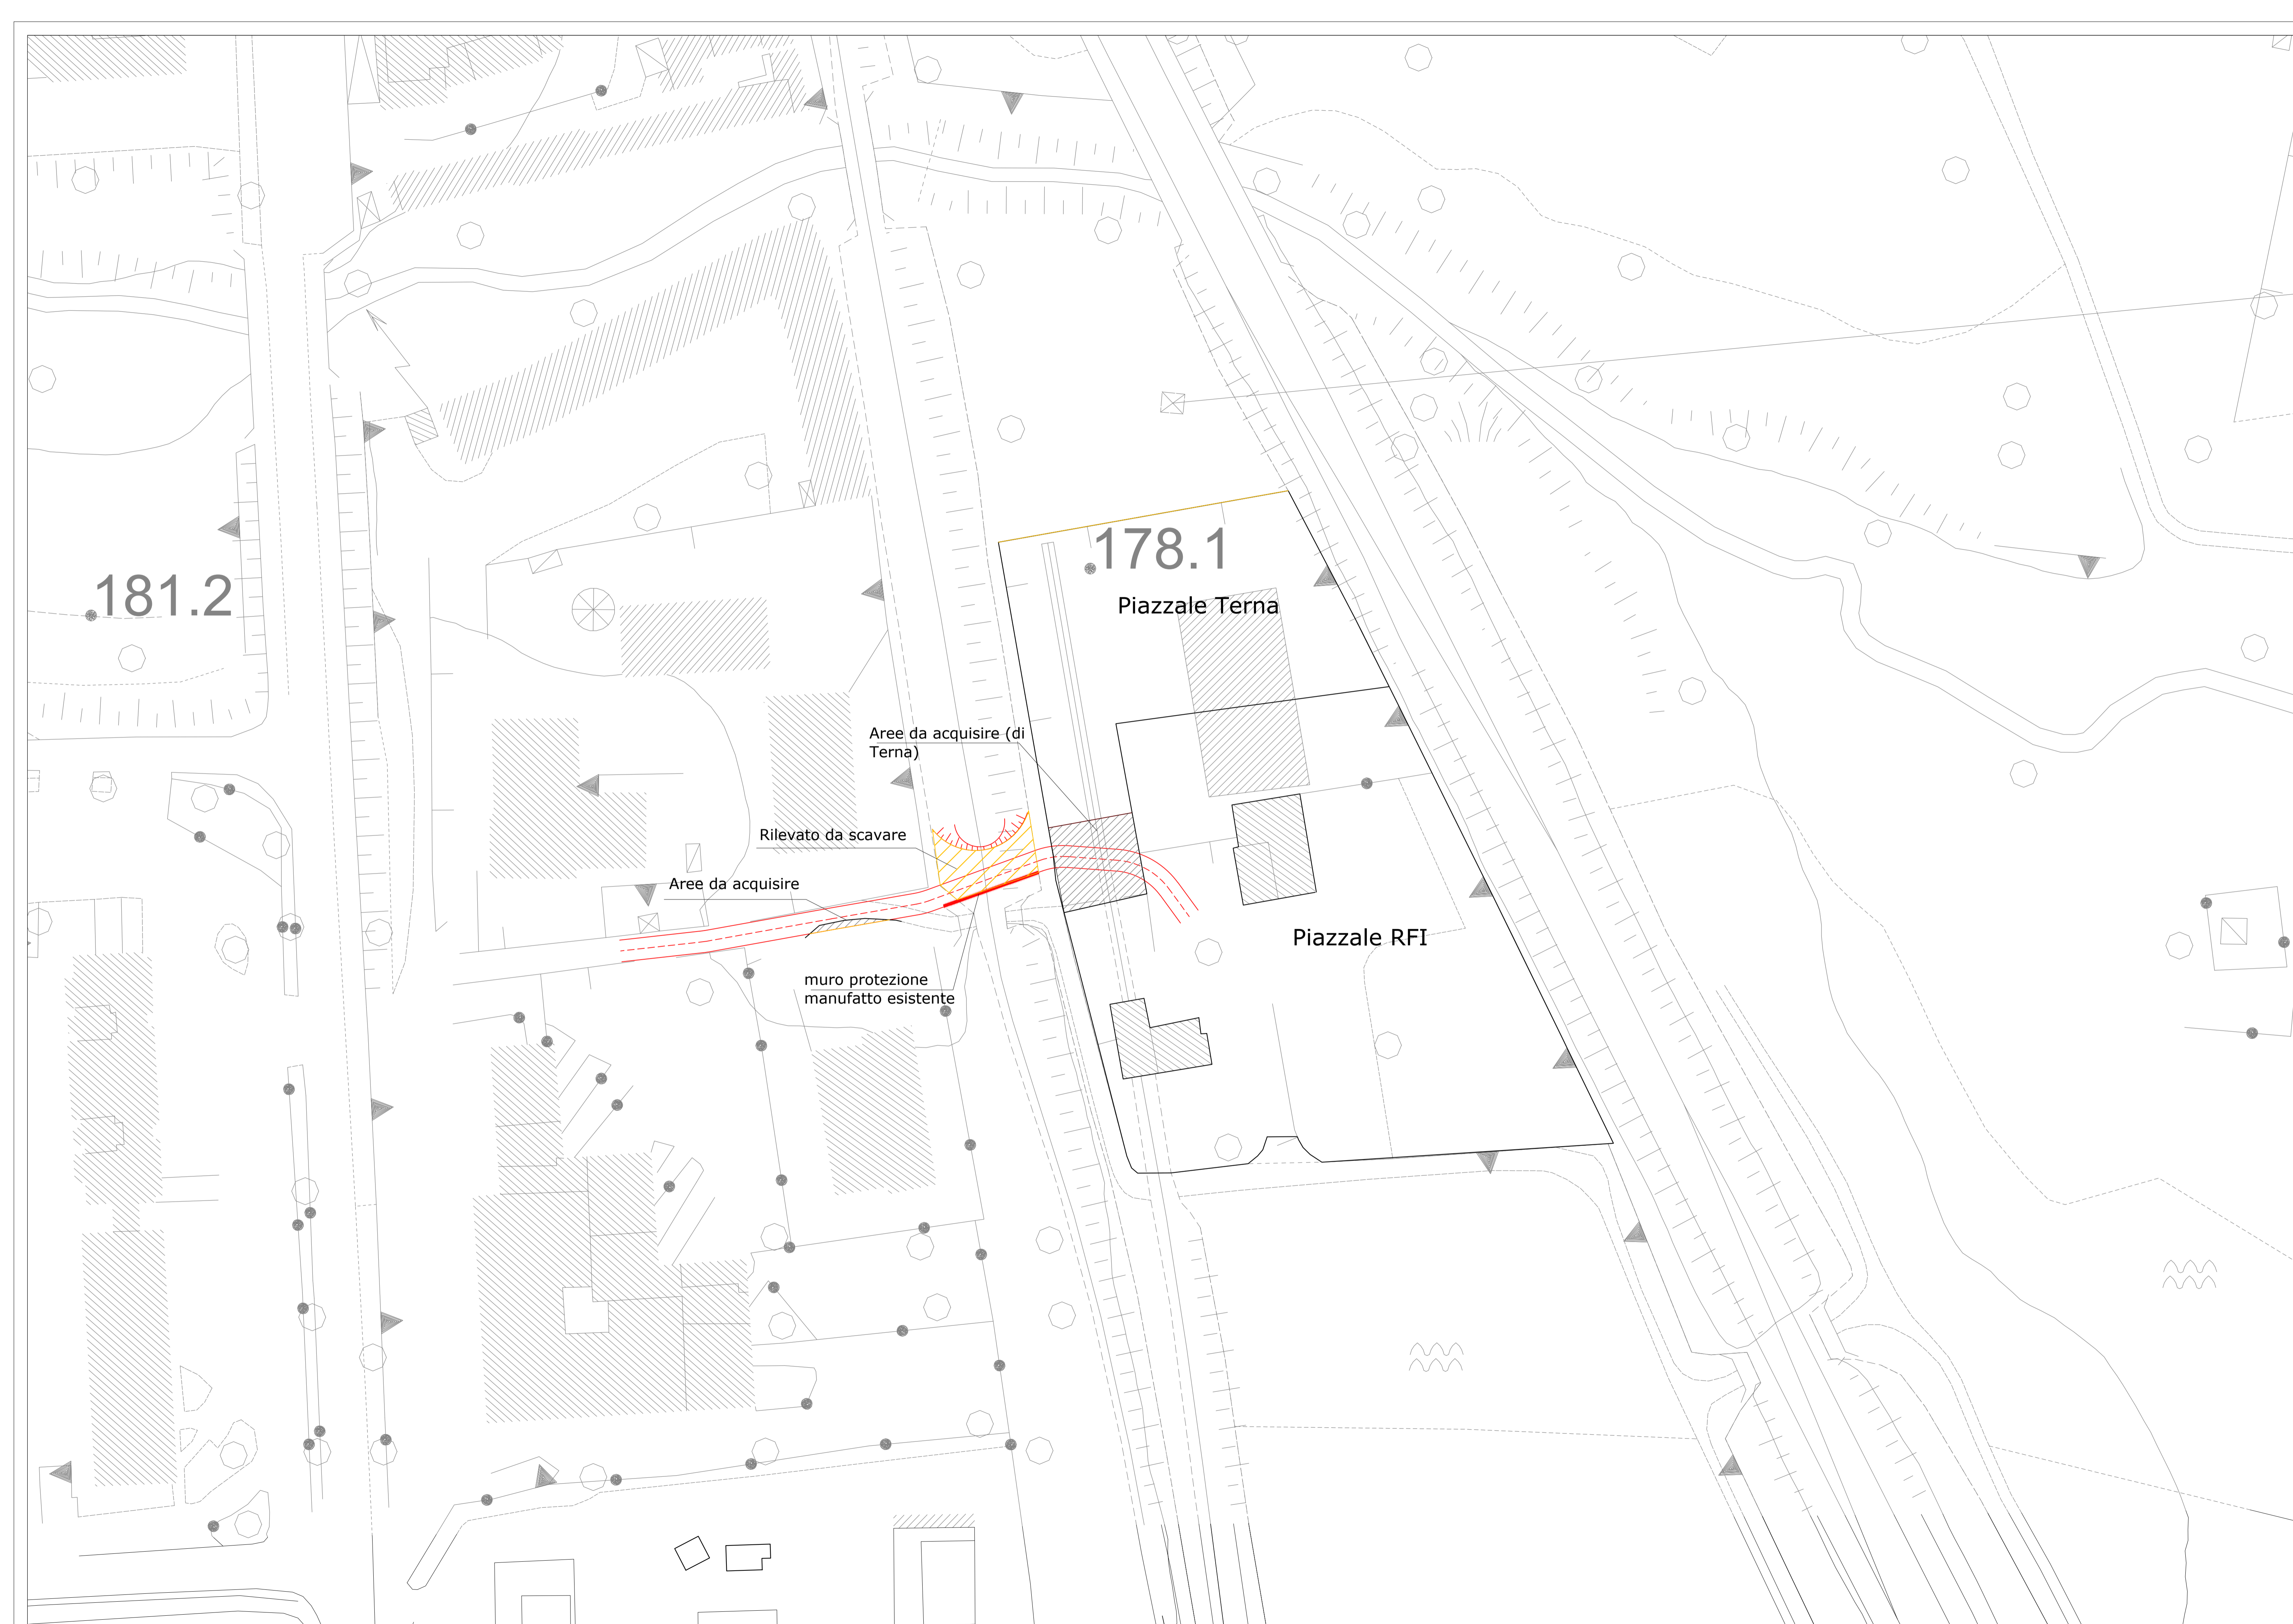 178.1
181.2
Piazzale Terna
Aree da acquisire (di
Terna)
Rilevato da scavare
Aree da acquisire
Piazzale RFI
muro protezione
manufatto esistente